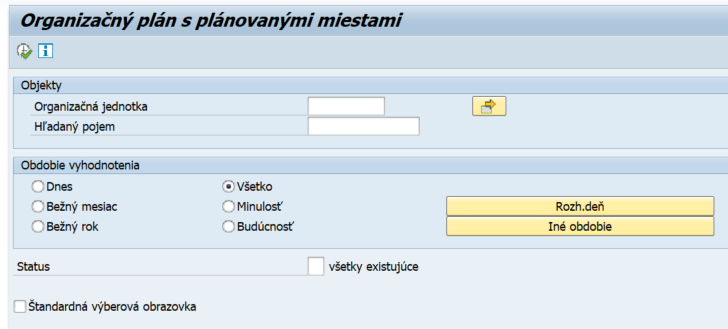 Organizačný plán s plánovanými miestami
Objekty
Organizačná jednotka
Hľadaný pojem
Obdobie vyhodnotenia
Dnes Všetko
Bežný mesiac Minulosť Rozh.deň
Bežný rok Budúcnosť Iné obdobie
Status všetky existujúce
Štandardná výberová obrazovka